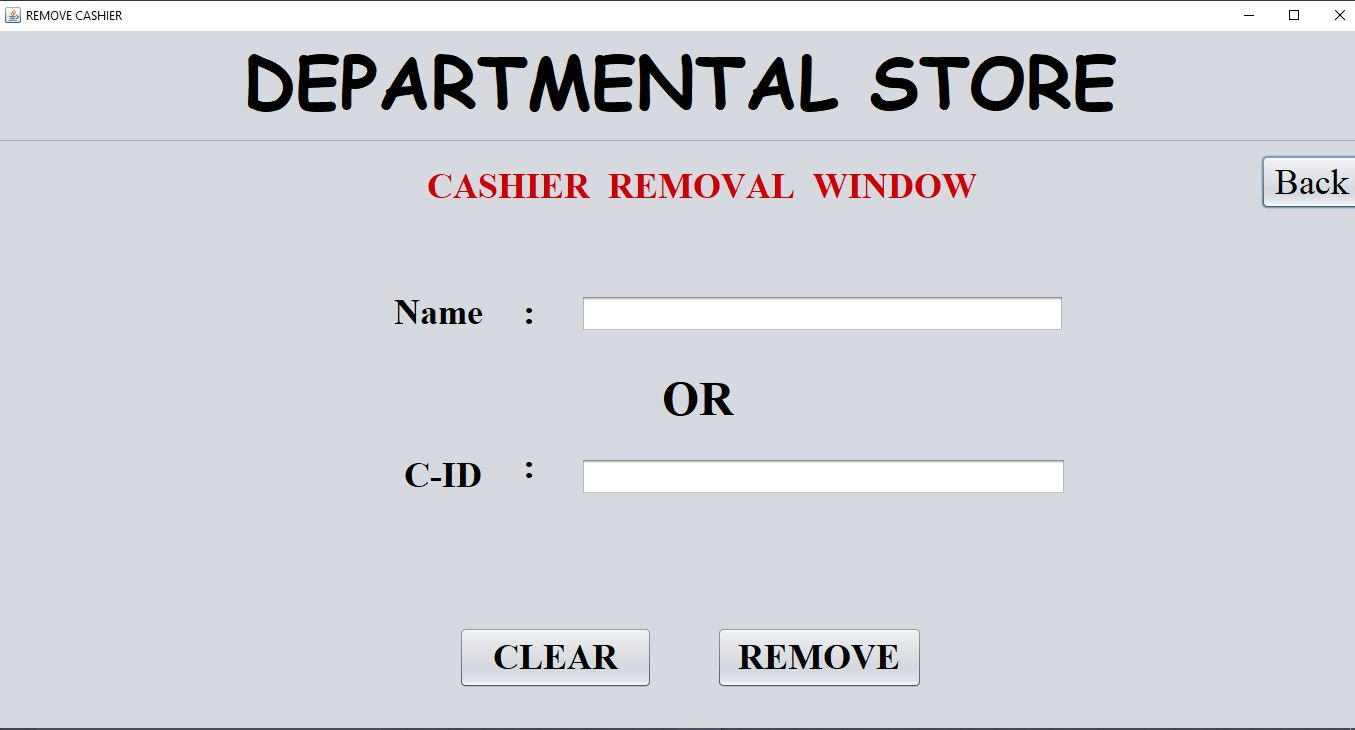 REMOVE CASHIER
DEPARTMENTAL STORE
CASHIER REMOVAL WINDOW
Back
Name :
OR
C-ID :
CLEAR
REMOVE